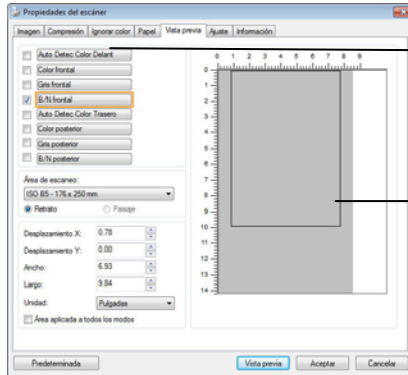 Propiedades del escáner
Imagen Compresión Ignorar color Papel Vista previa Ajuste Información
Auto Detec Color Delant
Color frontal
Gris frontal
B/N frontal
Auto Detec Color Trasero
Color posterior
Gris posterior
B/N posterior
Área de escaneo:
ISO B5 - 176 x 250 mm
Retrato Paisaje
Desplazamiento X: 0.78
Desplazamiento Y: 0.00
Ancho: 6.93
Largo: 9.84
Unidad: Pulgadas
Área aplicada a todos los modos
0 1 2 3 4 5 6 7 8 9
0
1
2
3
4
5
6
7
8
9
10
11
12
13
14
Predeterminada Vista previa Aceptar Cancelar